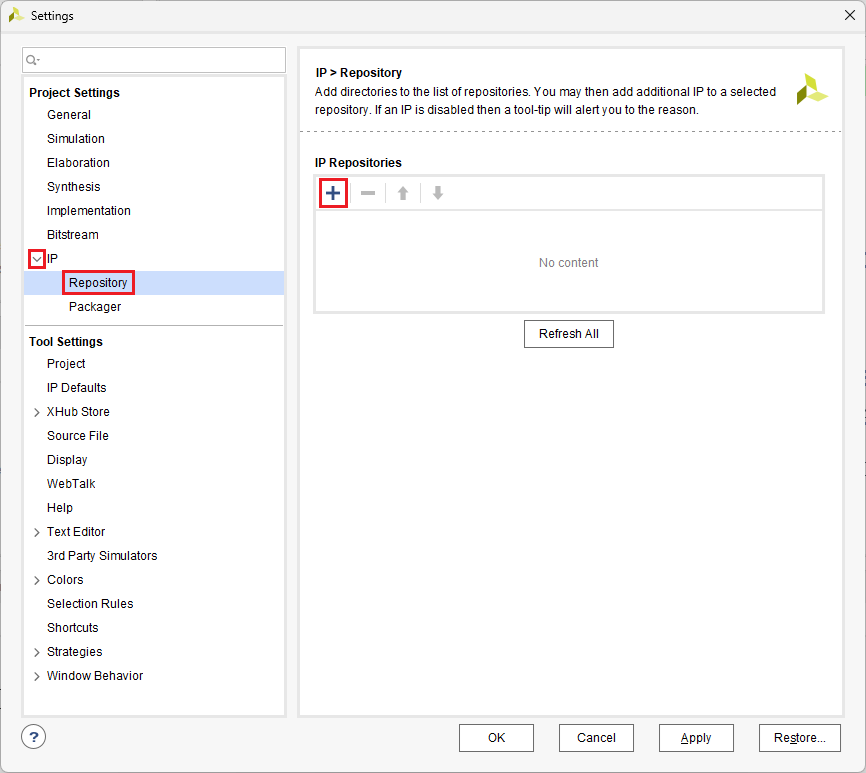 Settings
Project Settings
General
Simulation
Elaboration
Synthesis
Implementation
Bitstream
IP
Repository
Packager
Tool Settings
Project
IP Defaults
XHub Store
Source File
Display
WebTalk
Help
Text Editor
3rd Party Simulators
Colors
Selection Rules
Shortcuts
Strategies
Window Behavior
IP > Repository
Add directories to the list of repositories. You may then add additional IP to a selected
repository. If an IP is disabled then a tool-tip will alert you to the reason.
IP Repositories
No content
Refresh All
?
OK
Cancel
Apply
Restore...